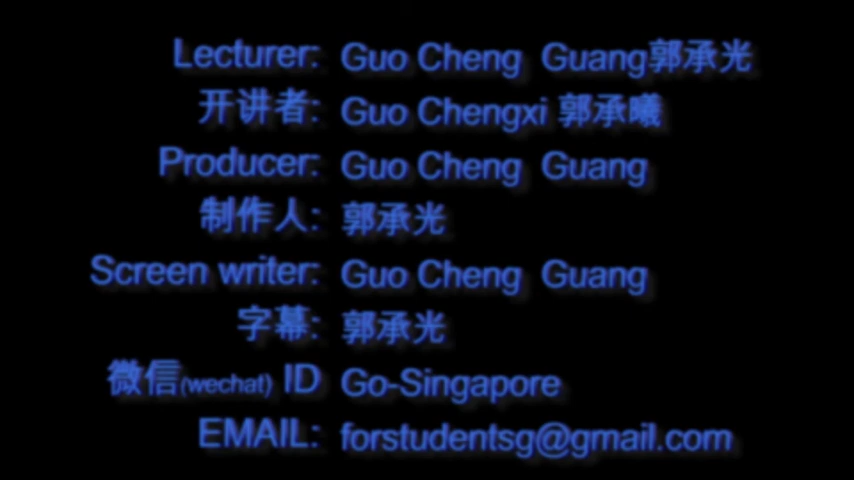 Lecturer: Guo Cheng Guang郭承光
开讲者: Guo Chengxi 郭承曦
Producer: Guo Cheng Guang
制作人: 郭承光
Screen writer: Guo Cheng Guang
字幕: 郭承光
微信(wechat) ID Go-Singapore
EMAIL: forstudentsg@gmail.com